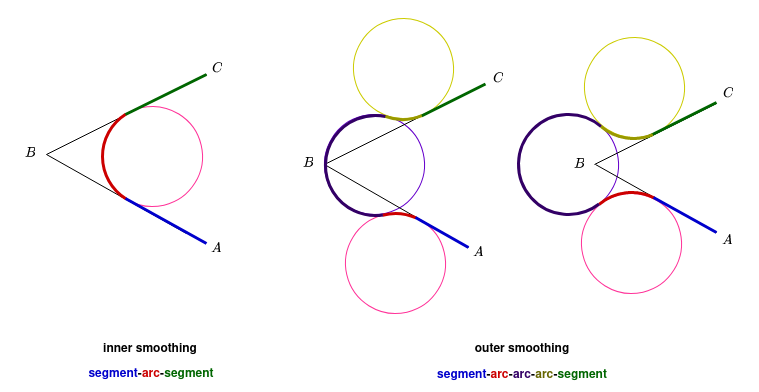 C
B
A
C
B
A
C
B
A
inner smoothing
segment-arc-segment
outer smoothing
segment-arc-arc-arc-segment